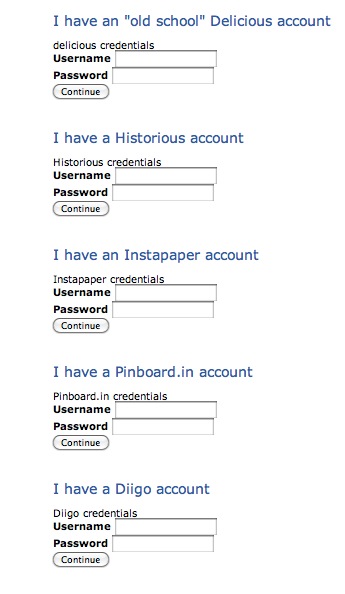 I have an "old school" Delicious account
delicious credentials
Username
Password
Continue
I have a Historious account
Historious credentials
Username
Password
Continue
I have an Instapaper account
Instapaper credentials
Username
Password
Continue
I have a Pinboard.in account
Pinboard.in credentials
Username
Password
Continue
I have a Diigo account
Diigo credentials
Username
Password
Continue